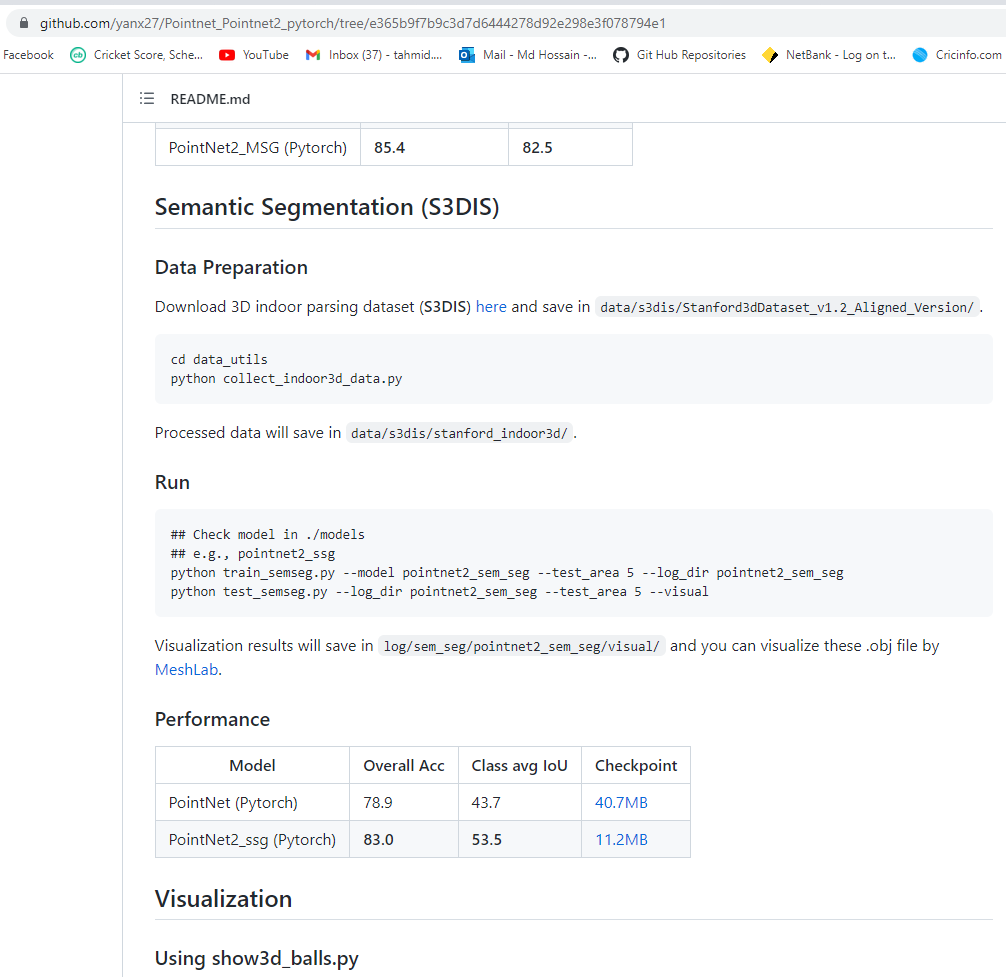 github.com/yanx27/Pointnet_Pointnet2_pytorch/tree/e365b9f7b9c3d7d6444278d92e298e3f078794e1
Facebook cb Cricket Score, Sche... YouTube Inbox (37) - tahmid.... Mail - Md Hossain -... Git Hub Repositories NetBank - Log on t... Cricinfo.com
README.md
PointNet2_MSG (Pytorch) 85.4 82.5
Semantic Segmentation (S3DIS)
Data Preparation
Download 3D indoor parsing dataset (S3DIS) here and save in data/s3dis/Stanford3dDataset_v1.2_Aligned_Version/ .
cd data_utils
python collect_indoor3d_data.py
Processed data will save in data/s3dis/stanford_indoor3d/ .
Run
## Check model in ./models
## e.g., pointnet2_ssg
python train_semseg.py --model pointnet2_sem_seg --test_area 5 --log_dir pointnet2_sem_seg
python test_semseg.py --log_dir pointnet2_sem_seg --test_area 5 --visual
Visualization results will save in log/sem_seg/pointnet2_sem_seg/visual/ and you can visualize these .obj file by
MeshLab.
Performance
Model Overall Acc Class avg IoU Checkpoint
PointNet (Pytorch) 78.9 43.7 40.7MB
PointNet2_ssg (Pytorch) 83.0 53.5 11.2MB
Visualization
Using show3d_balls.py